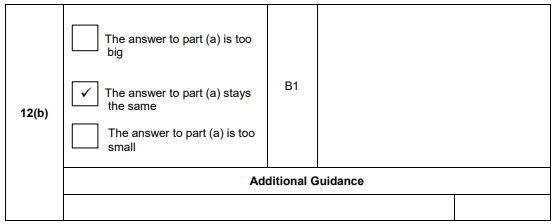 12(b)
The answer to part (a) is too
big
✓ The answer to part (a) stays
the same
The answer to part (a) is too
small
B1
Additional Guidance